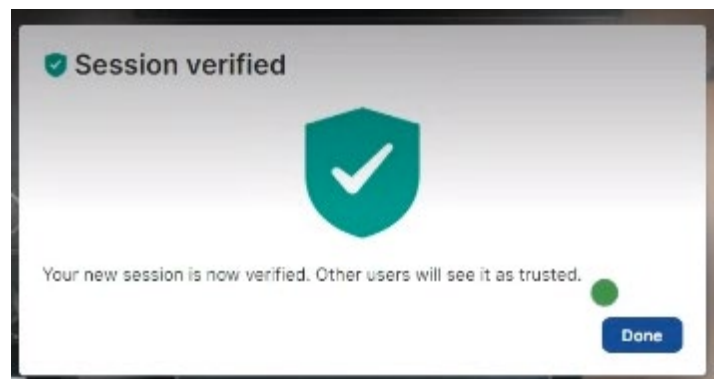 Session verified
Your new session is now verified. Other users will see it as trusted.
Done